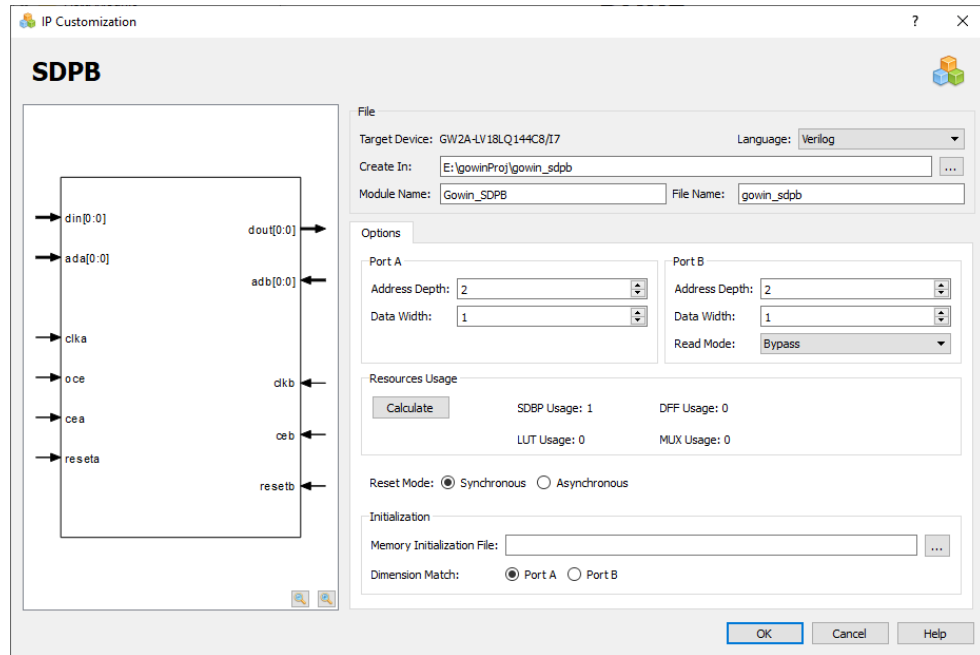 IP Customization
? X
SDPB
din[0:0]
dout[0:0]
ada[0:0]
adb[0:0]
clka
oce
clkb
cea
ceb
reseta
resetb
File
Target Device: GW2A-LV18LQ144C8/I7 Language: Verilog
Create In: E:\gowinProj\gowin_sdpb ...
Module Name: Gowin_SDPB File Name: gowin_sdpb
Options
Port A Port B
Address Depth: 2 Address Depth: 2
Data Width: 1 Data Width: 1
Read Mode: Bypass
Resources Usage
Calculate SDBP Usage: 1 DFF Usage: 0
LUT Usage: 0 MUX Usage: 0
Reset Mode: Synchronous Asynchronous
Initialization
Memory Initialization File: ...
Dimension Match: Port A Port B
OK Cancel Help